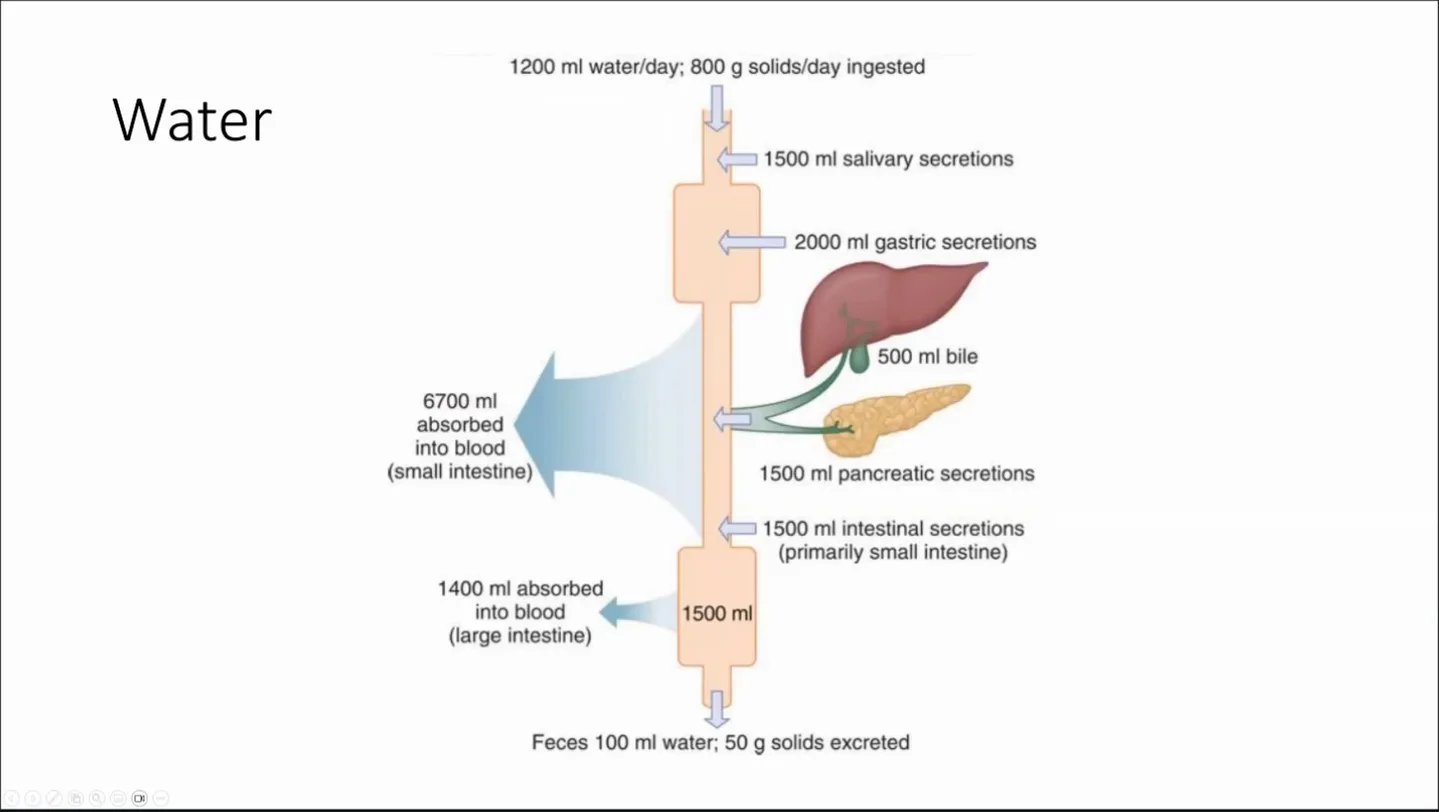 Water
1200 ml water/day; 800 g solids/day ingested
1500 ml salivary secretions
2000 ml gastric secretions
500 ml bile
6700 ml
absorbed
into blood
(small intestine)
1500 ml pancreatic secretions
1500 ml intestinal secretions
(primarily small intestine)
1400 ml absorbed
into blood
(large intestine)
1500 ml
Feces 100 ml water; 50 g solids excreted